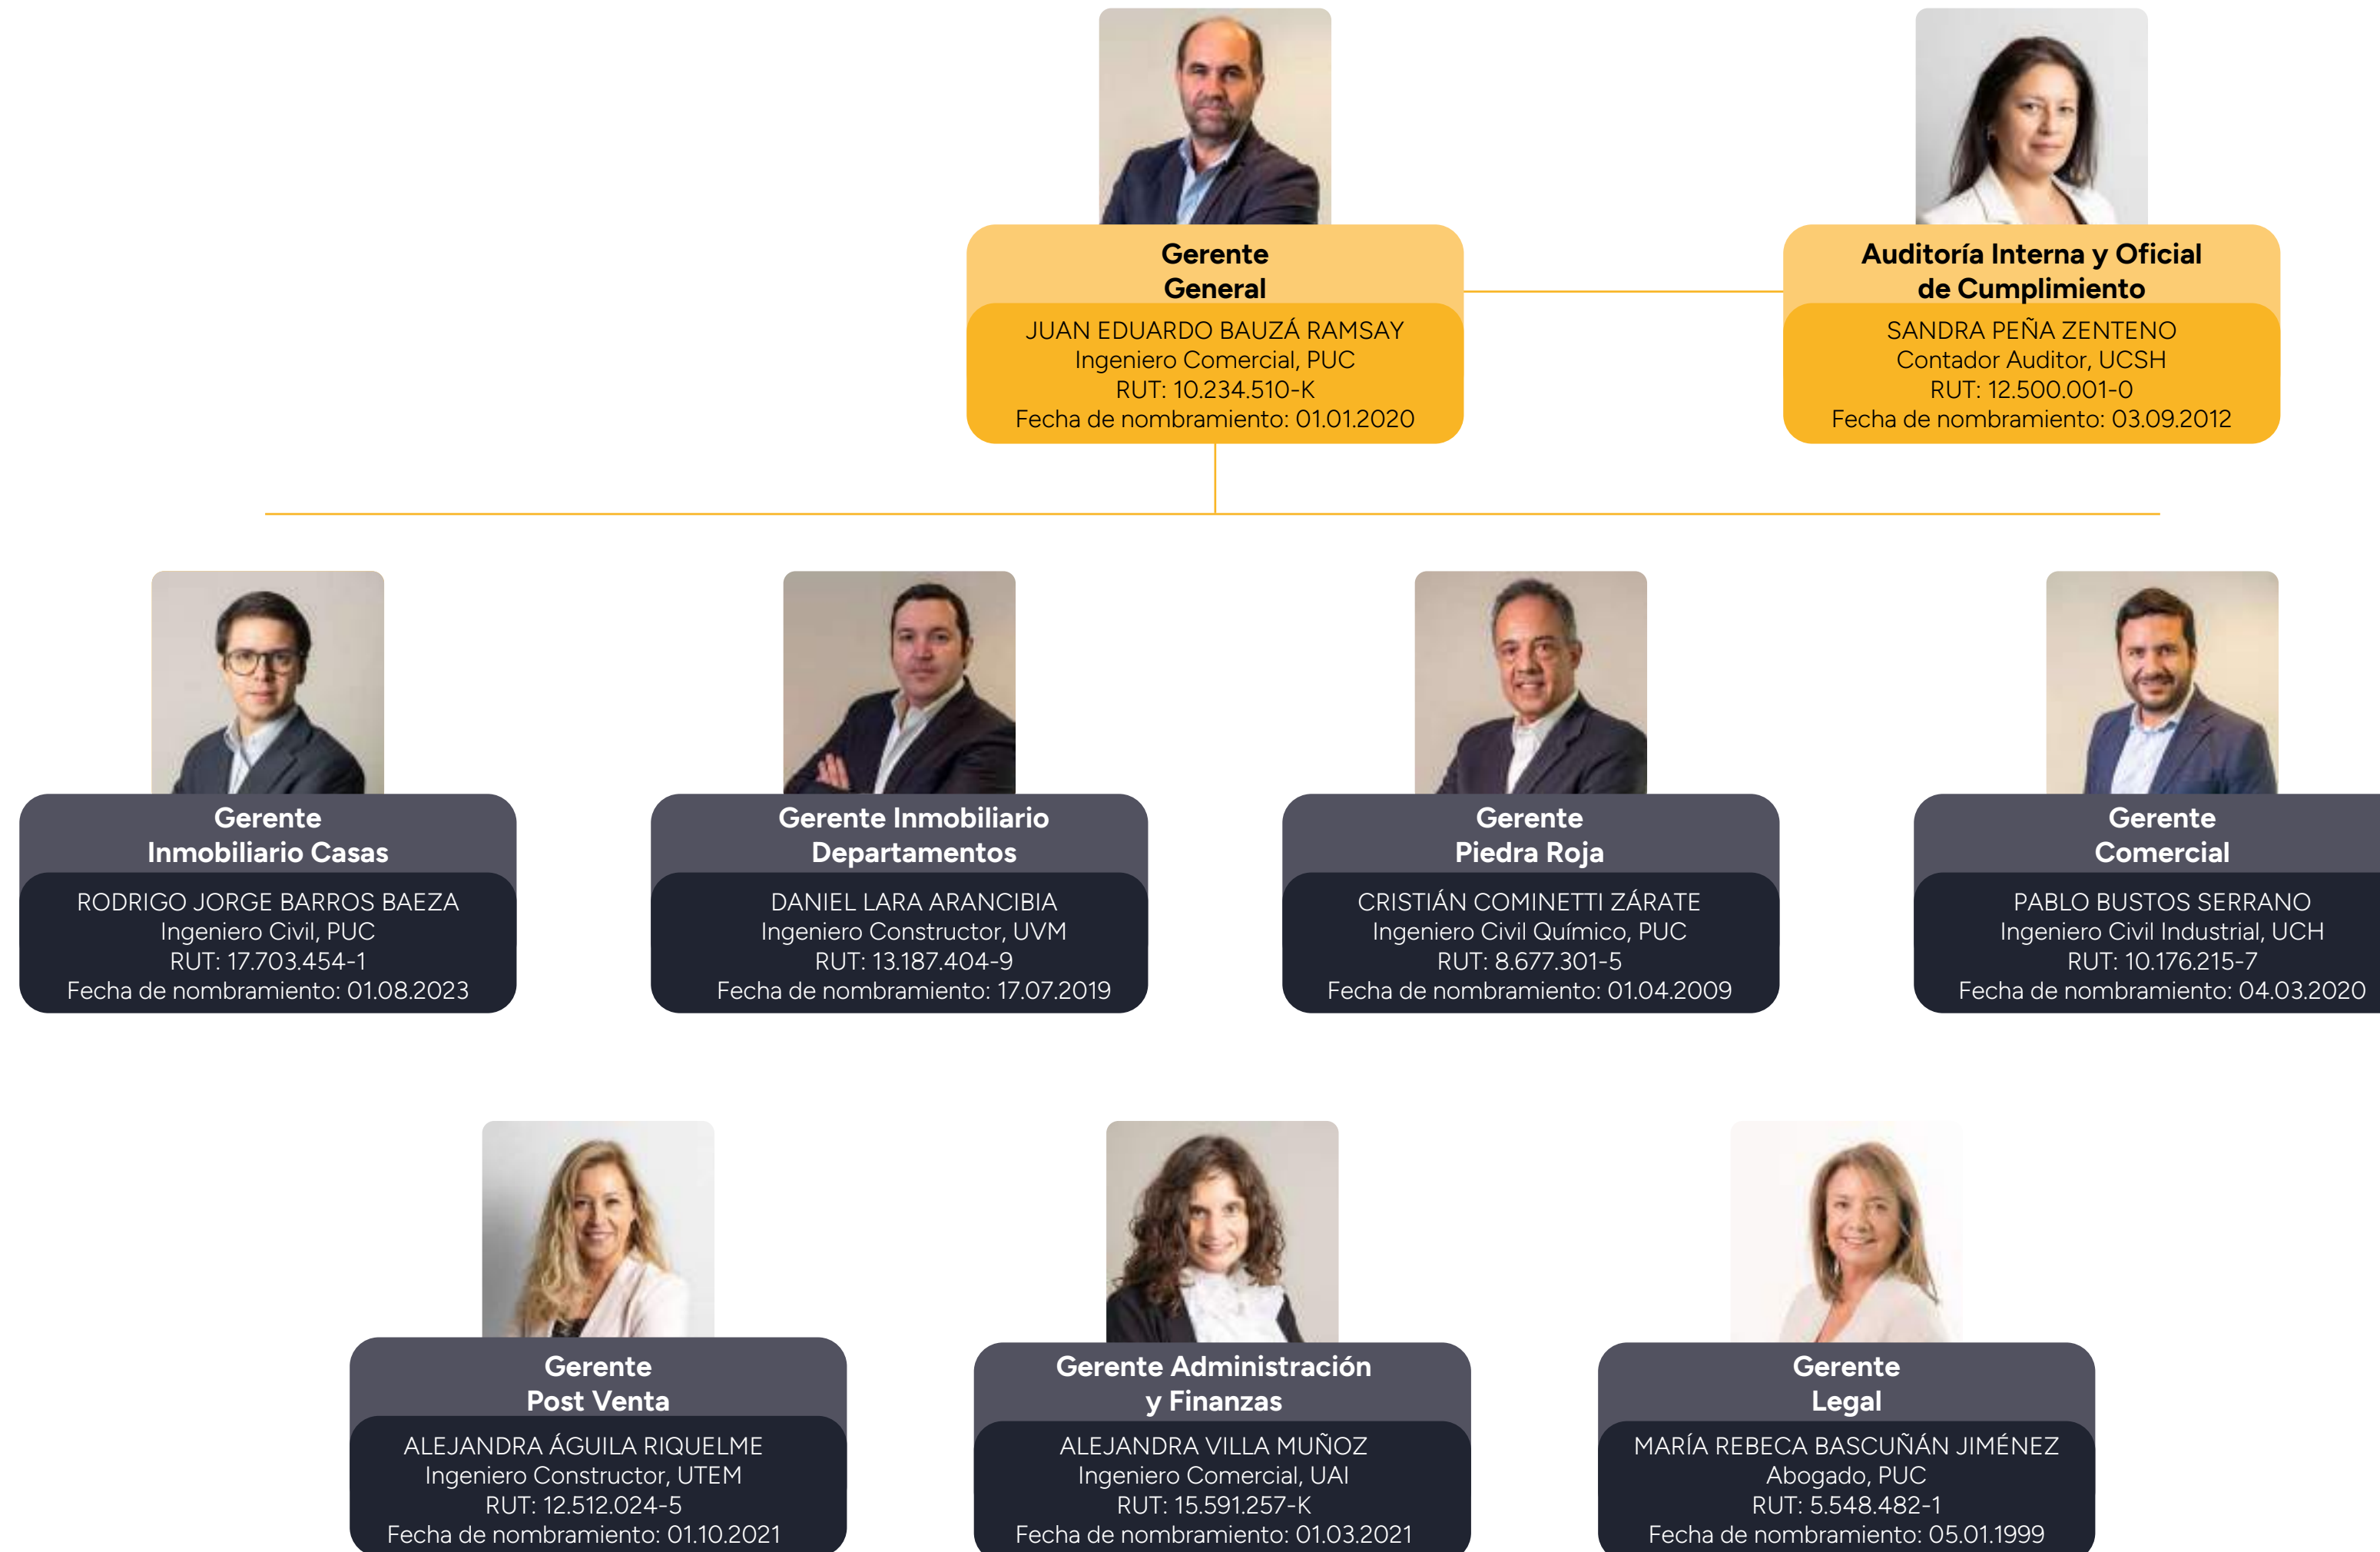 Gerente
General
JUAN EDUARDO BAUZÁ RAMSAY
Ingeniero Comercial, PUC
RUT: 10.234.510-K
Fecha de nombramiento: 01.01.2020
Auditoría Interna y Oficial
de Cumplimiento
SANDRA PEÑA ZENTENO
Contador Auditor, UCSH
RUT: 12.500.001-0
Fecha de nombramiento: 03.09.2012
Gerente
Inmobiliario Casas
RODRIGO JORGE BARROS BAEZA
Ingeniero Civil, PUC
RUT: 17.703.454-1
Fecha de nombramiento: 01.08.2023
Gerente Inmobiliario
Departamentos
DANIEL LARA ARANCIBIA
Ingeniero Constructor, UVM
RUT: 13.187.404-9
Fecha de nombramiento: 17.07.2019
Gerente
Piedra Roja
CRISTIÁN COMINETTI ZÁRATE
Ingeniero Civil Químico, PUC
RUT: 8.677.301-5
Fecha de nombramiento: 01.04.2009
Gerente
Comercial
PABLO BUSTOS SERRANO
Ingeniero Civil Industrial, UCH
RUT: 10.176.215-7
Fecha de nombramiento: 04.03.2020
Gerente
Post Venta
ALEJANDRA ÁGUILA RIQUELME
Ingeniero Constructor, UTEM
RUT: 12.512.024-5
Fecha de nombramiento: 01.10.2021
Gerente Administración
y Finanzas
ALEJANDRA VILLA MUÑOZ
Ingeniero Comercial, UAI
RUT: 15.591.257-K
Fecha de nombramiento: 01.03.2021
Gerente
Legal
MARÍA REBECA BASCUÑÁN JIMÉNEZ
Abogado, PUC
RUT: 5.548.482-1
Fecha de nombramiento: 05.01.1999